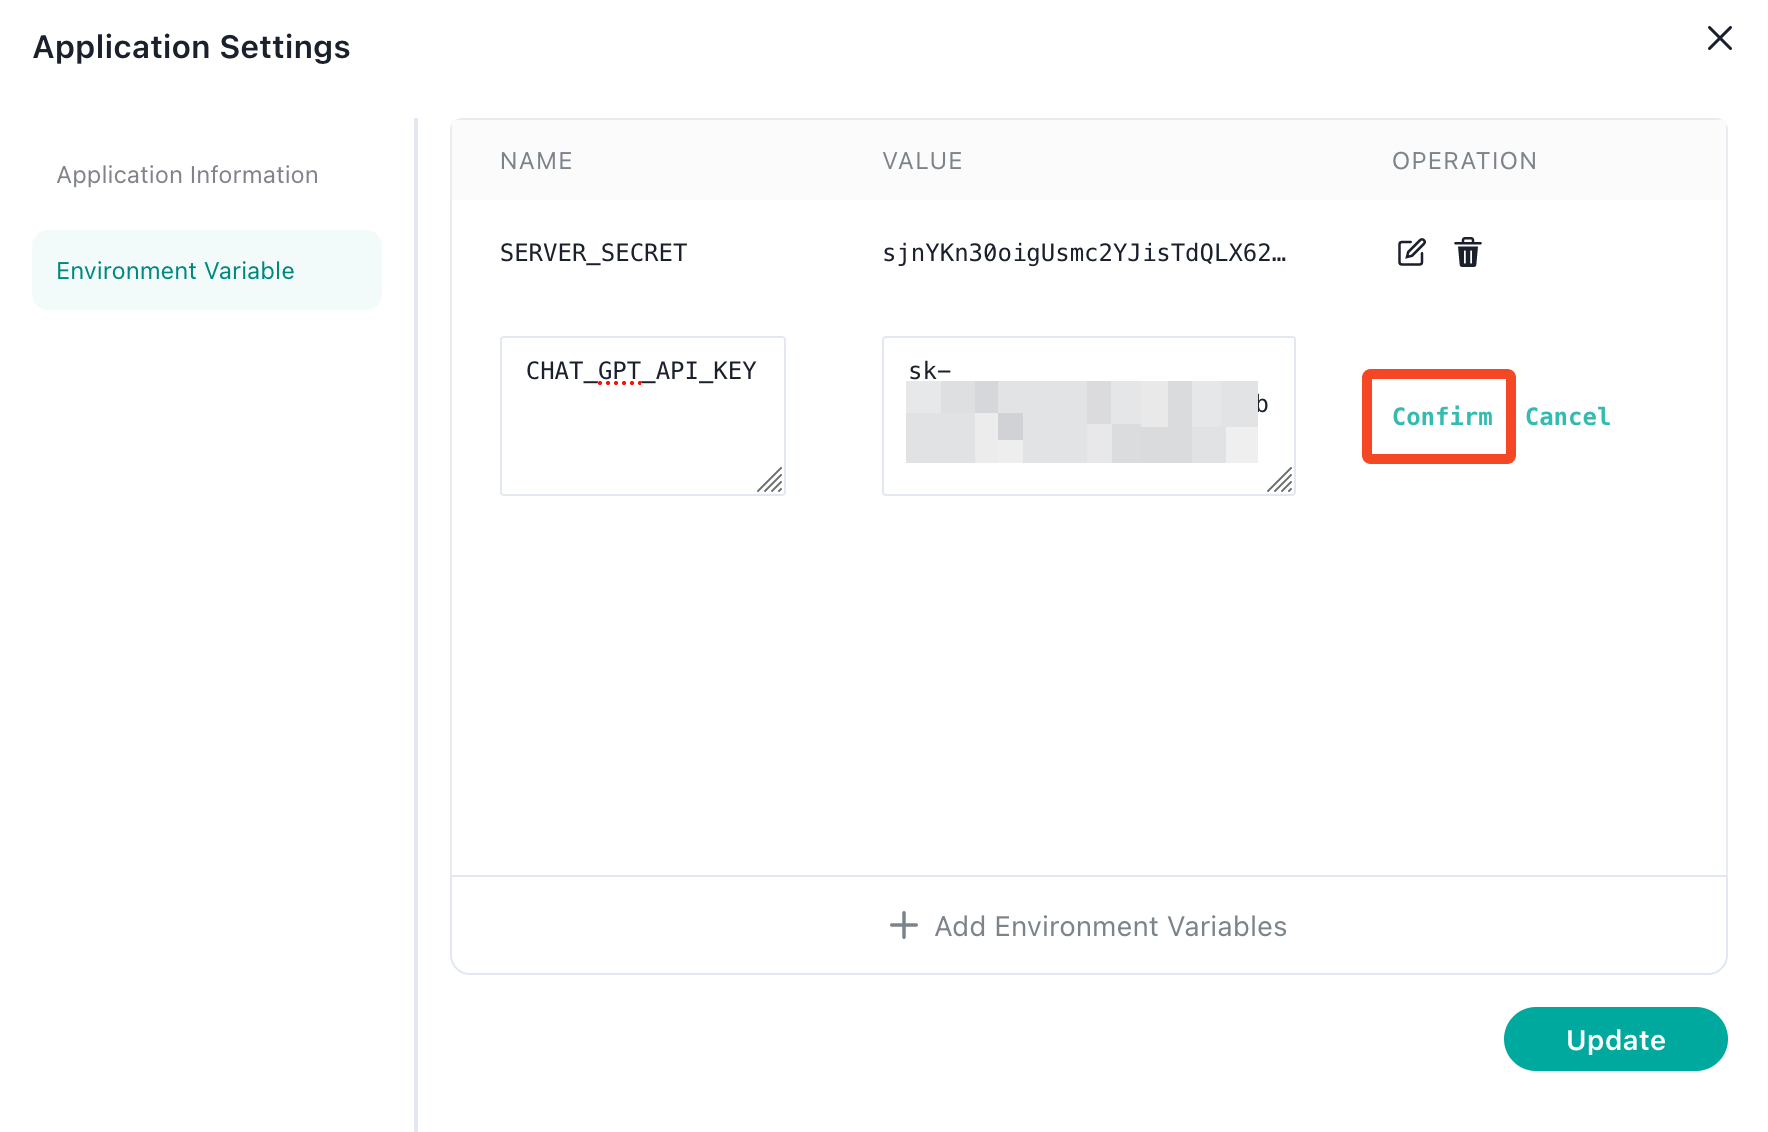 Application Settings
Application Information
Environment Variable
NAME VALUE OPERATION
SERVER_SECRET sjnYKn30oigUsmc2YJisTdQLX62…
CHAT_GPT_API_KEY sk-
b
Confirm Cancel
Add Environment Variables
Update